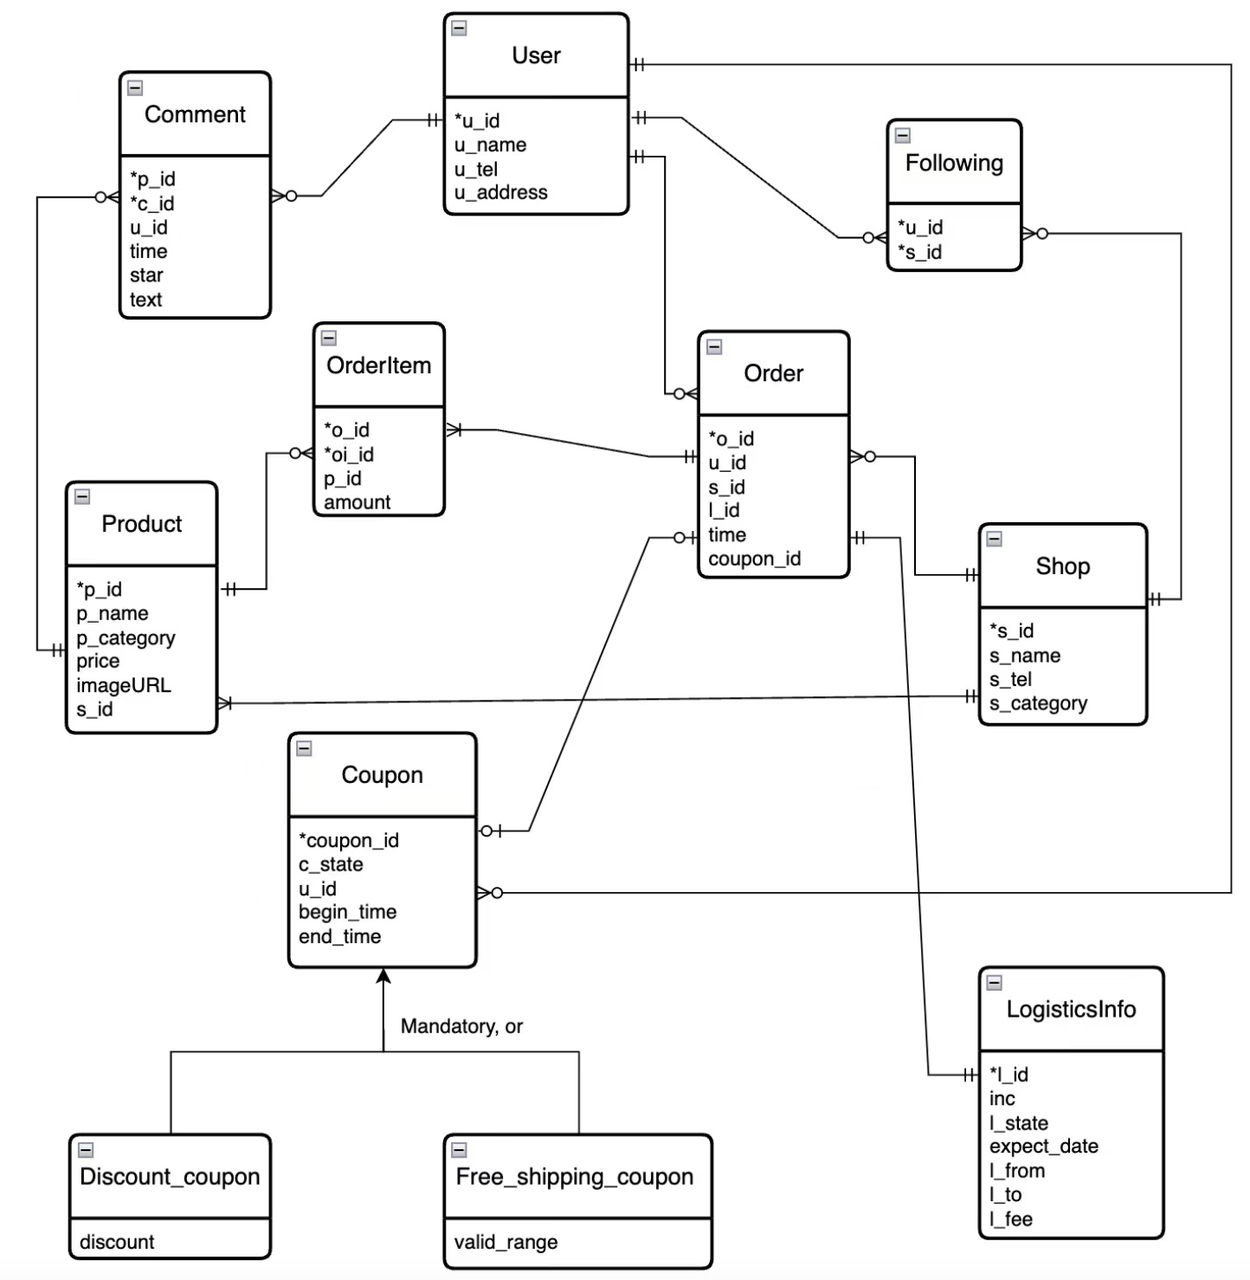 User
*u_id
u_name
u_tel
u_address
Comment
*p_id
*c_id
u_id
time
star
text
Following
*u_id
*s_id
OrderItem
*o_id
*oi_id
p_id
amount
Order
*o_id
u_id
s_id
l_id
time
coupon_id
Product
*p_id
p_name
p_category
price
imageURL
s_id
Shop
*s_id
s_name
s_tel
s_category
Coupon
*coupon_id
c_state
u_id
begin_time
end_time
Mandatory, or
LogisticsInfo
*l_id
inc
l_state
expect_date
l_from
l_to
l_fee
Discount_coupon
discount
Free_shipping_coupon
valid_range